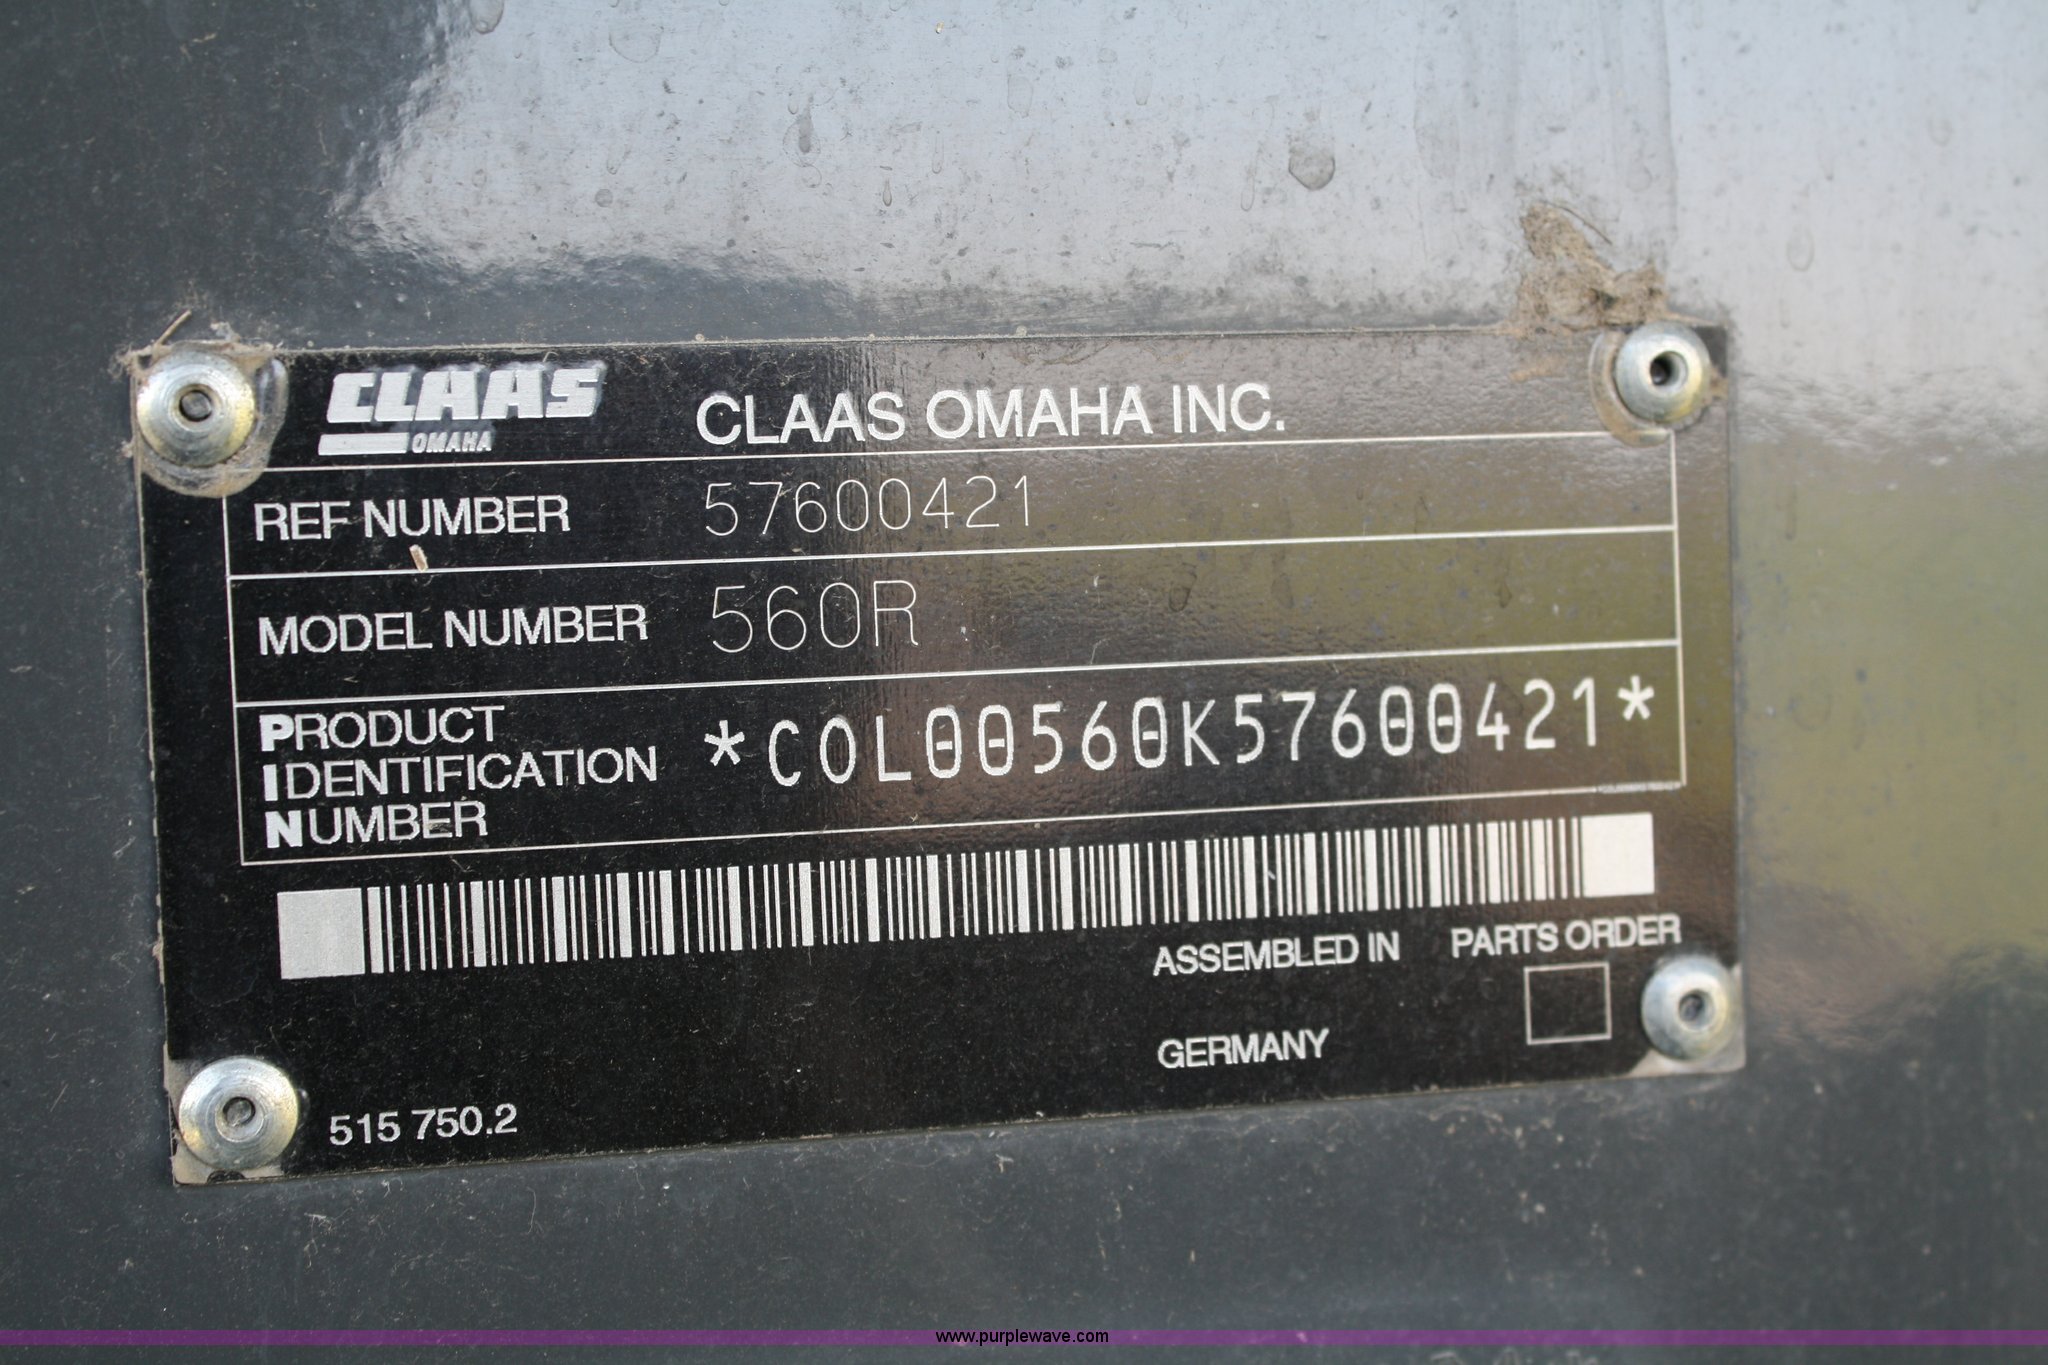 CLAAS
OMAHA
CLAAS OMAHA INC.
REF NUMBER 57600421
MODEL NUMBER 560R
PRODUCT
IDENTIFICATION
NUMBER
*COL00560K57600421*
ASSEMBLED IN PARTS ORDER
GERMANY
515 750.2
www.purplewave.com